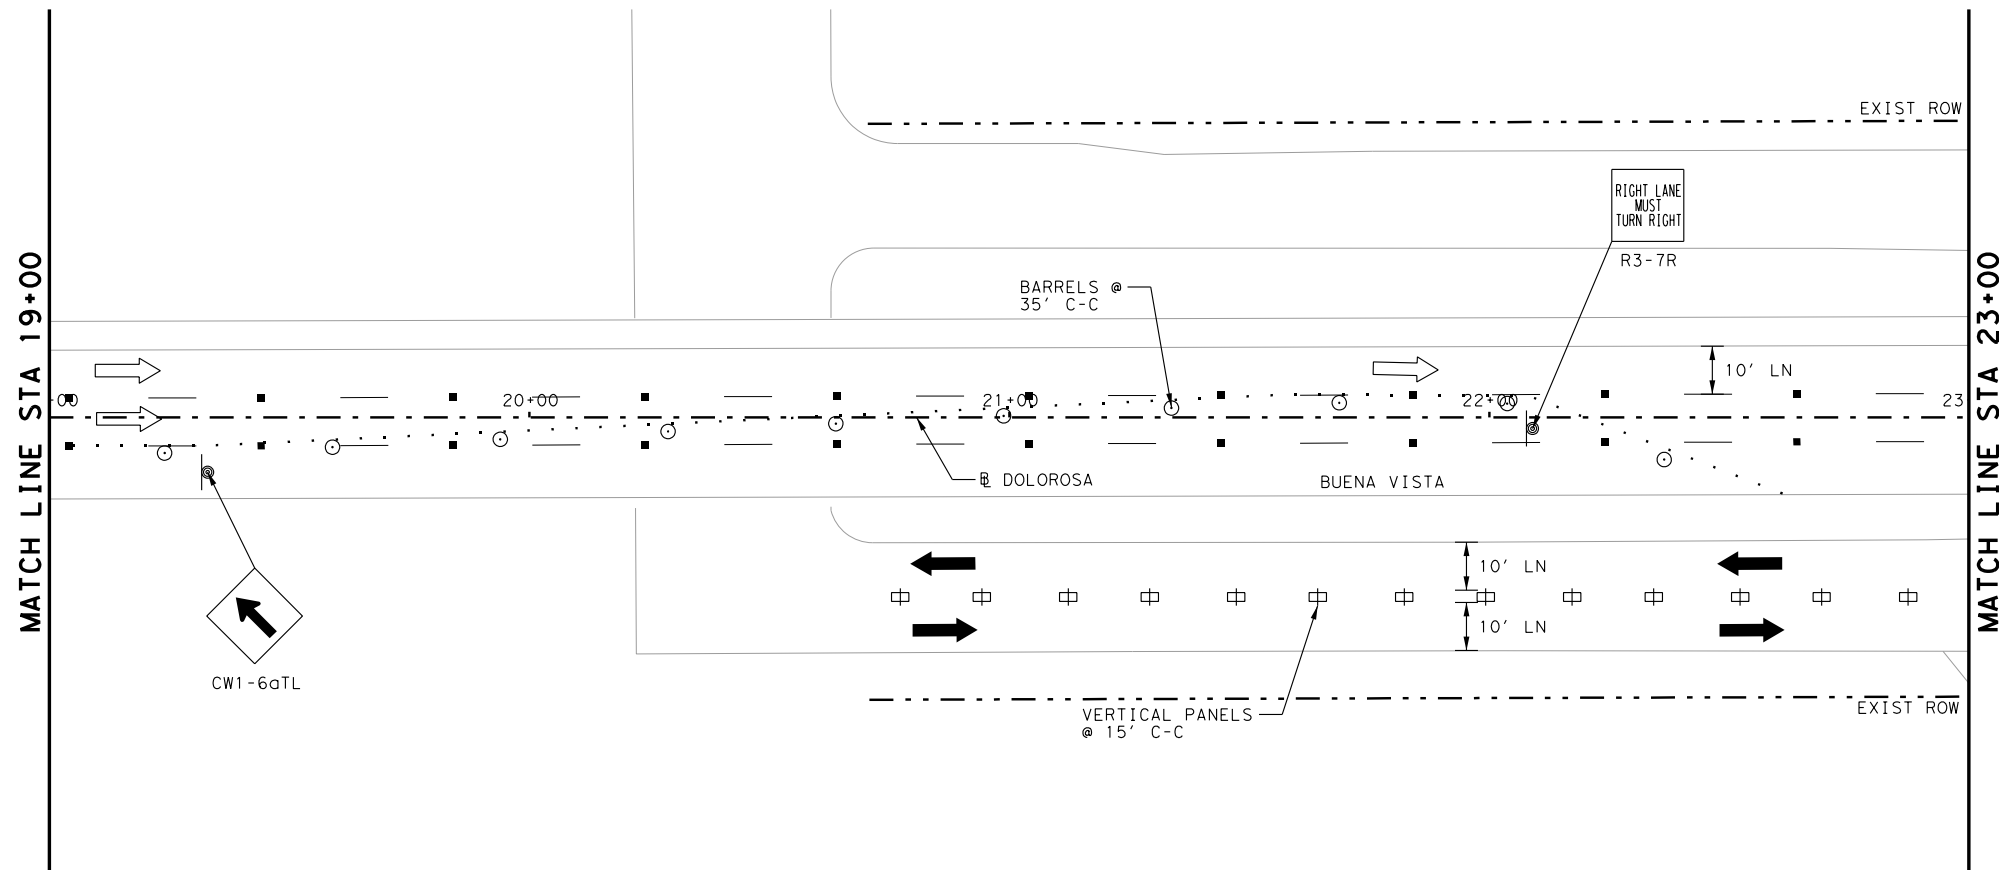 MATCH LINE STA 19+00
EXIST ROW
RIGHT LANE
MUST
TURN RIGHT
R3-7R
BARRELS @
35' C-C
10' LN
00
20+00
21+00
22+00
23
DOLOROSA
BUENA VISTA
10' LN
10' LN
CW1-6aTL
VERTICAL PANELS
@ 15' C-C
EXIST ROW
MATCH LINE STA 23+00